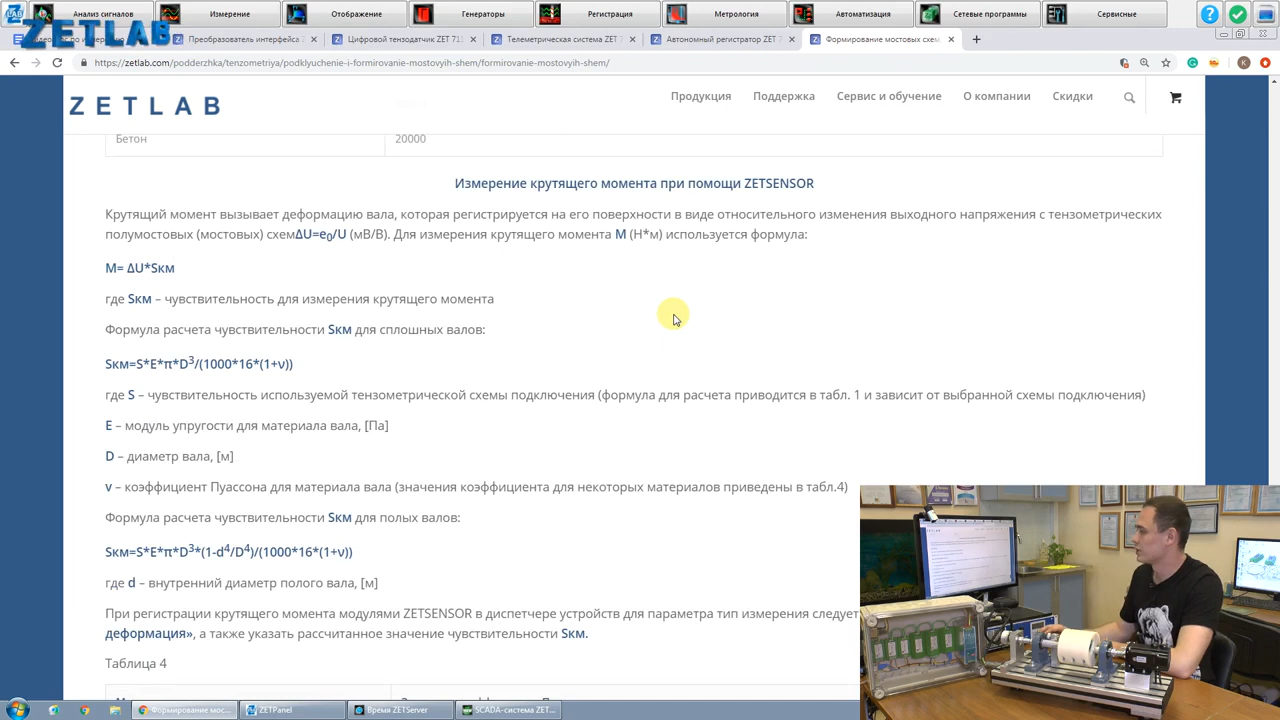 Анализ сигналов Измерение Отображение Генераторы Регистрация Метрология Автоматизация Сетевые программы Сервисные
ZETLAB
Преобразователь интерфейса Z Цифровой тензодатчик ZET 71 Телеметрическая система ZET 7 Автономный регистратор ZET 7 Формирование мостовых схем
https://zetlab.com/podderzhka/tenzometriya/podklyuchenie-i-formirovanie-mostovyih-shem/formirovanie-mostovyih-shem/
ZETLAB
Продукция Поддержка Сервис и обучение О компании Скидки
Бетон 20000
Измерение крутящего момента при помощи ZETSENSOR
Крутящий момент вызывает деформацию вала, которая регистрируется на его поверхности в виде относительного изменения выходного напряжения с тензометрических
полумостовых (мостовых) схемΔU=e0/U (мВ/В). Для измерения крутящего момента М (Н*м) используется формула:
М= ΔU*Sкм
где Sкм – чувствительность для измерения крутящего момента
Формула расчета чувствительности Sкм для сплошных валов:
Sкм=S*E*π*D³/(1000*16*(1+ν))
где S – чувствительность используемой тензометрической схемы подключения (формула для расчета приводится в табл. 1 и зависит от выбранной схемы подключения)
E – модуль упругости для материала вала, [Па]
D – диаметр вала, [м]
ν – коэффициент Пуассона для материала вала (значения коэффициента для некоторых материалов приведены в табл.4)
Формула расчета чувствительности Sкм для полых валов:
Sкм=S*E*π*D³*(1-d⁴/D⁴)/(1000*16*(1+ν))
где d – внутренний диаметр полого вала, [м]
При регистрации крутящего момента модулями ZETSENSOR в диспетчере устройств для параметра тип измерения следует
деформация», а также указать рассчитанное значение чувствительности Sкм.
Таблица 4
Формирование мос... ZETPanel Время ZETServer SCADA-система ZET...